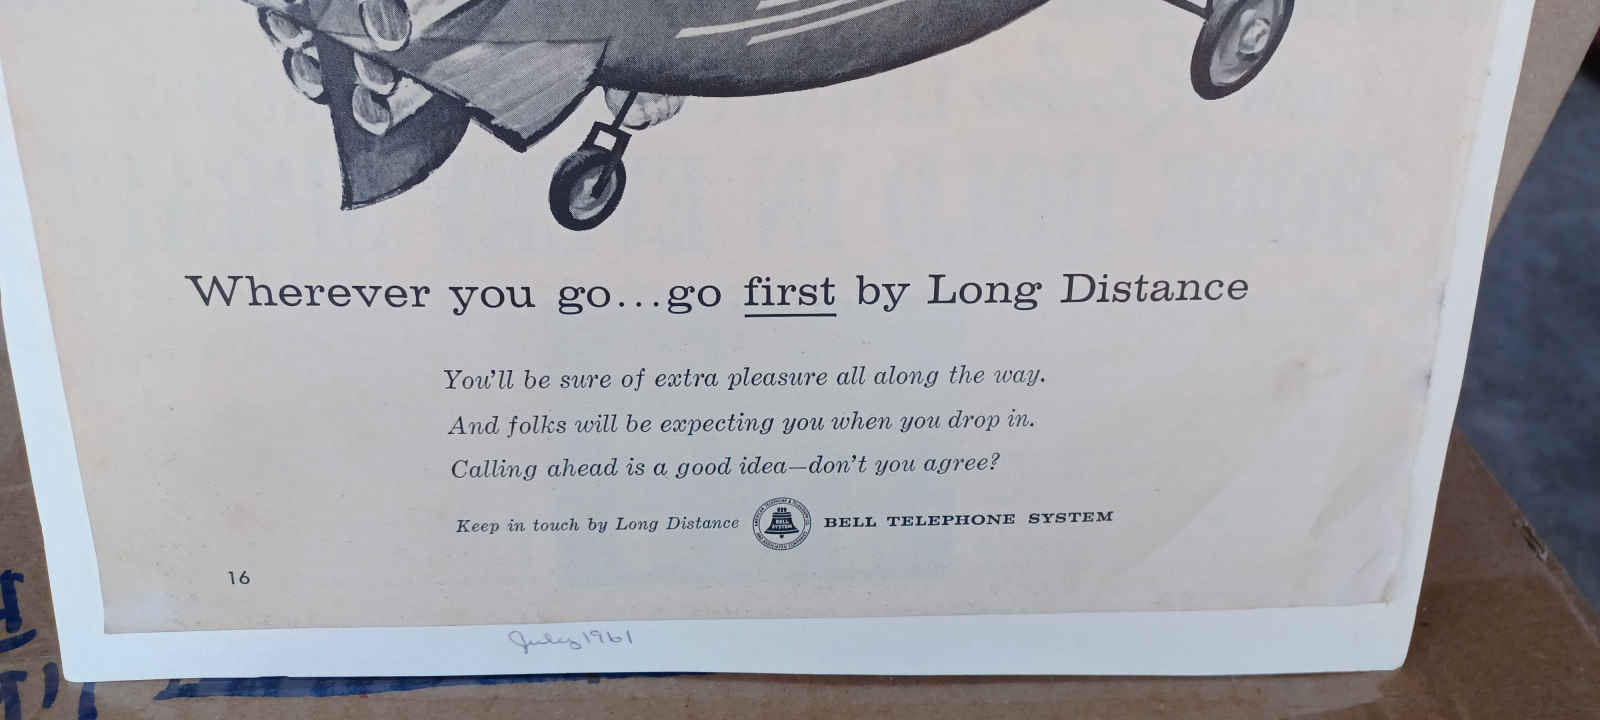 Wherever you go...go first by Long Distance
You'll be sure of extra pleasure all along the way.
And folks will be expecting you when you drop in.
Calling ahead is a good idea—don't you agree?
Keep in touch by Long Distance
BELL SYSTEM
BELL TELEPHONE SYSTEM
16
July 1961